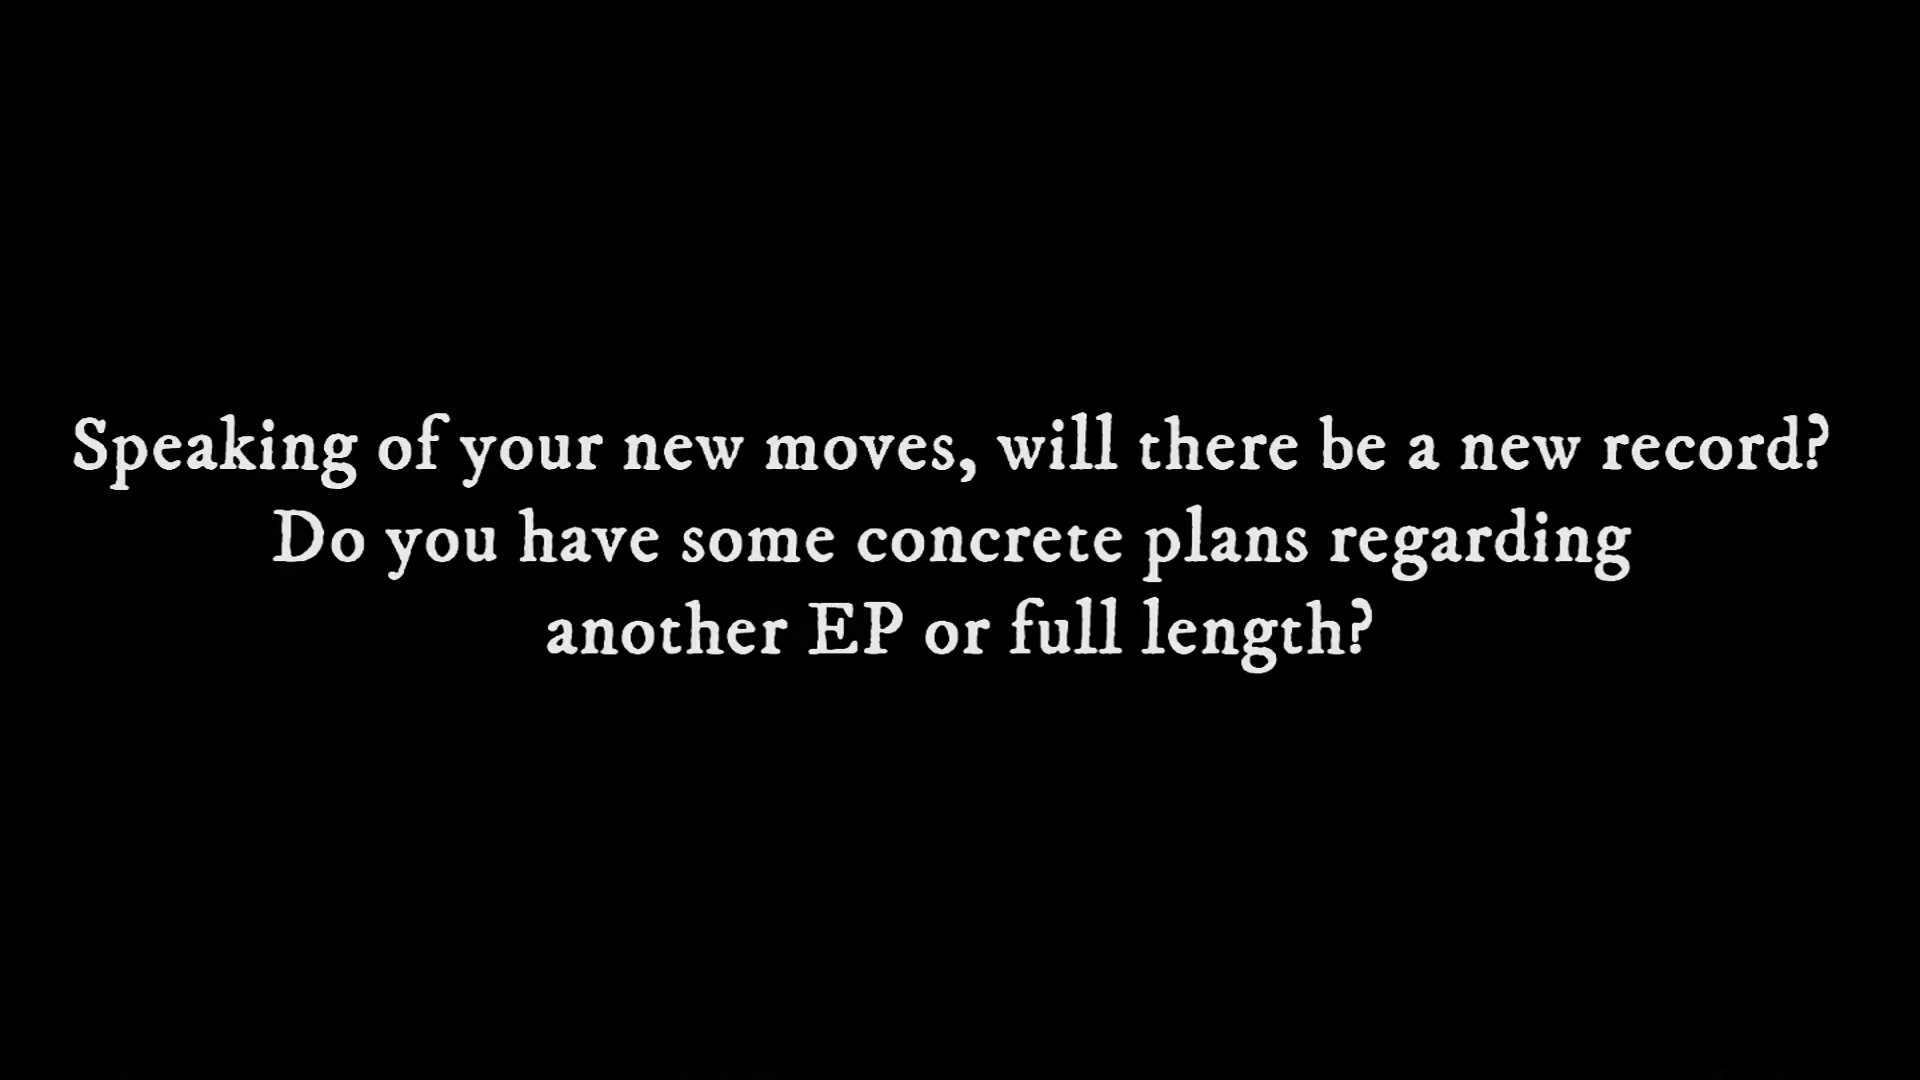 Speaking of your new moves, will there be a new record?
Do you have some concrete plans regarding
another EP or full length?